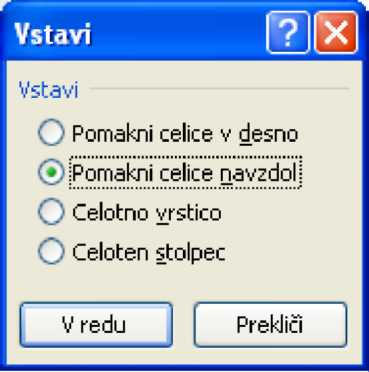 Vstavi
Vstavi
Pomakni celice v desno
Pomakni celice navzdol
Celotno vrstico
Celoten stolpec
V redu
Prekliči